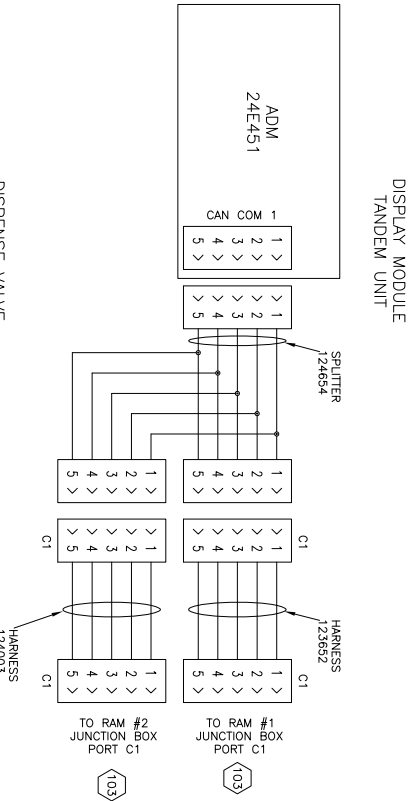 DISPLAY MODULE
TANDEM UNIT
ADM
24E451
CAN COM 1
1
2
3
4
5
1
2
3
4
5
SPLITTER
124654
1
2
3
4
5
1
2
3
4
5
C1
1
2
3
4
5
C1
1
2
3
4
5
HARNESS
123652
HARNESS
C1
1
2
3
4
5
C1
1
2
3
4
5
TO RAM #1
JUNCTION BOX
PORT C1
103
TO RAM #2
JUNCTION BOX
PORT C1
103
DISPENSE VALVE